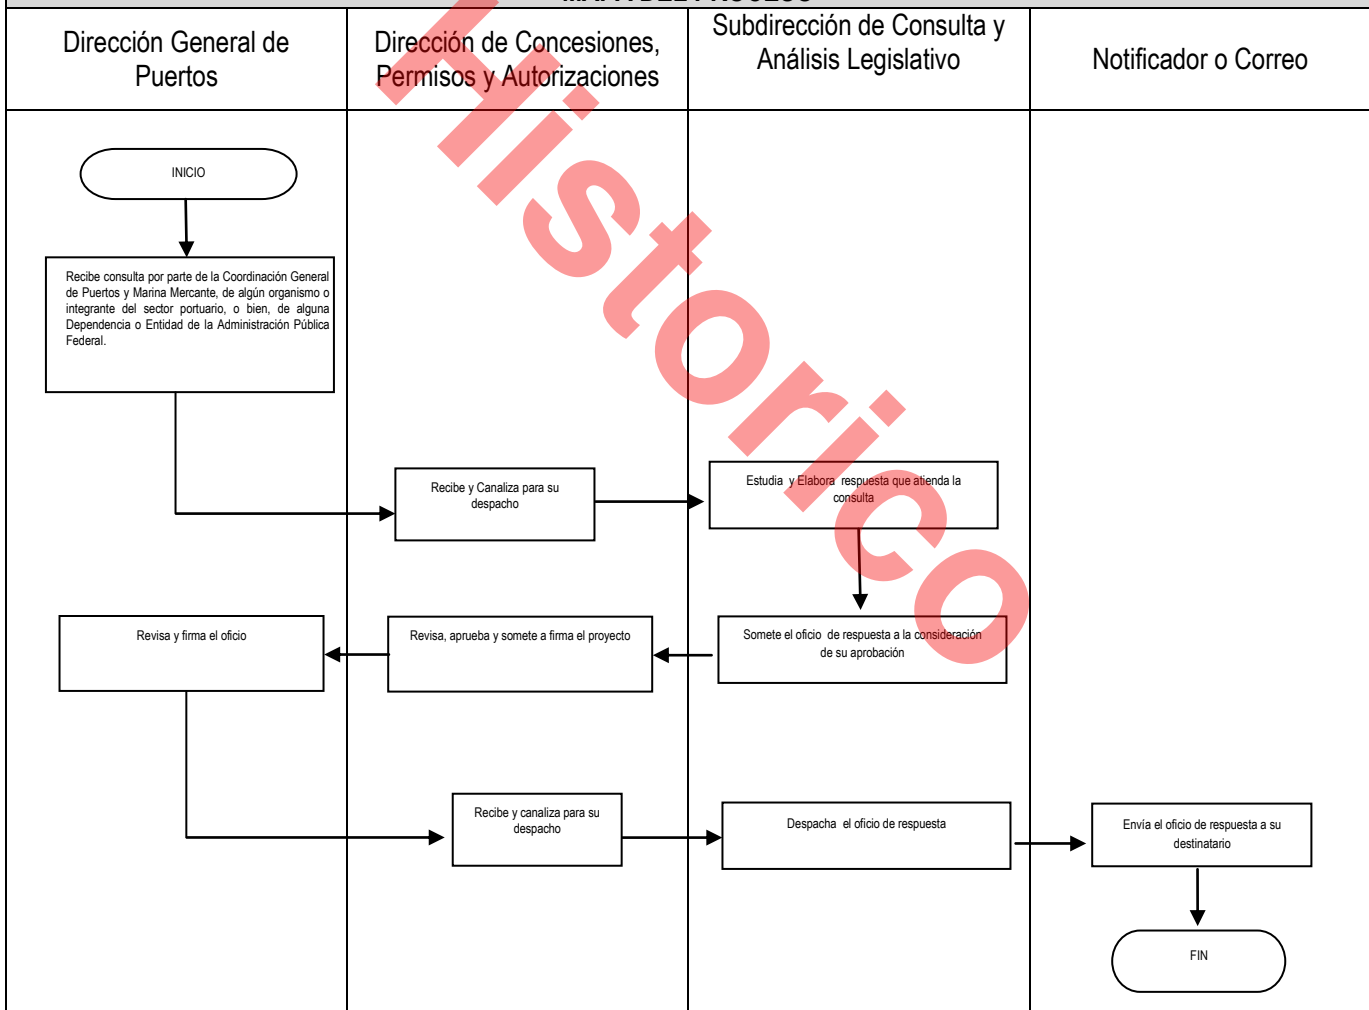 MAPA DEL PROCESO
Dirección General de
Puertos
Dirección de Concesiones,
Permisos y Autorizaciones
Subdirección de Consulta y
Análisis Legislativo
Notificador o Correo
INICIO
Recibe consulta por parte de la Coordinación General
de Puertos y Marina Mercante, de algún organismo o
integrante del sector portuario, o bien, de alguna
Dependencia o Entidad de la Administración Pública
Federal.
Recibe y Canaliza para su
despacho
Estudia y Elabora respuesta que atienda la
consulta
Revisa y firma el oficio
Revisa, aprueba y somete a firma el proyecto
Somete el oficio de respuesta a la consideración
de su aprobación
Recibe y canaliza para su
despacho
Despacha el oficio de respuesta
Envía el oficio de respuesta a su
destinatario
FIN
Historico